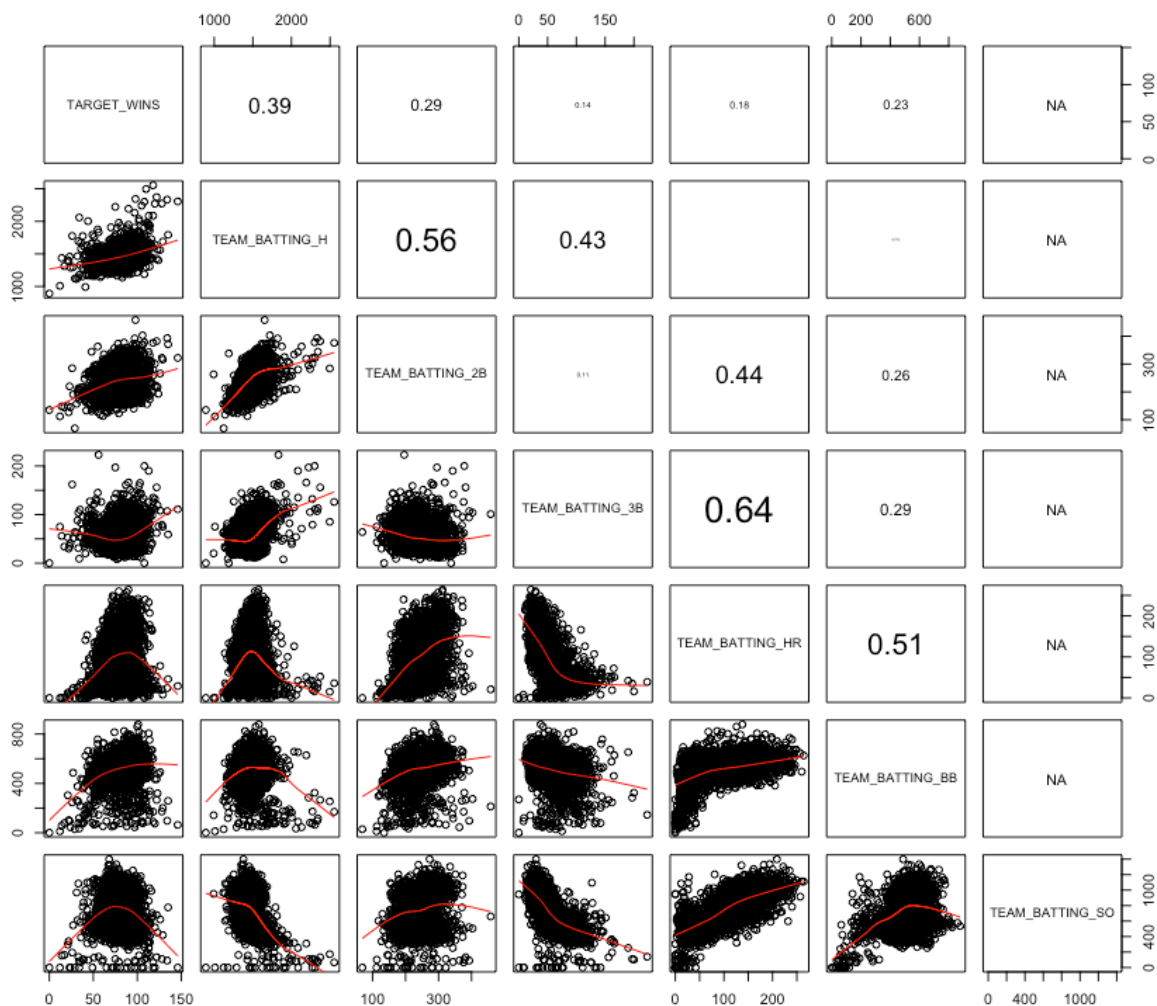 1000 2000
0 50 150
0 200 600
TARGET_WINS 0.39 0.29 0.14 0.18 0.23 NA
0 50 100
1000 2000
TEAM_BATTING_H 0.56 0.43 NA
TEAM_BATTING_2B 0.11 0.44 0.26 NA
100 300
0 100 200
TEAM_BATTING_3B 0.64 0.29 NA
TEAM_BATTING_HR 0.51 NA
0 100 200
0 400 800
TEAM_BATTING_BB NA
TEAM_BATTING_SO
0 400 1000
0 50 100 150
100 300
0 100 200
0 400 1000